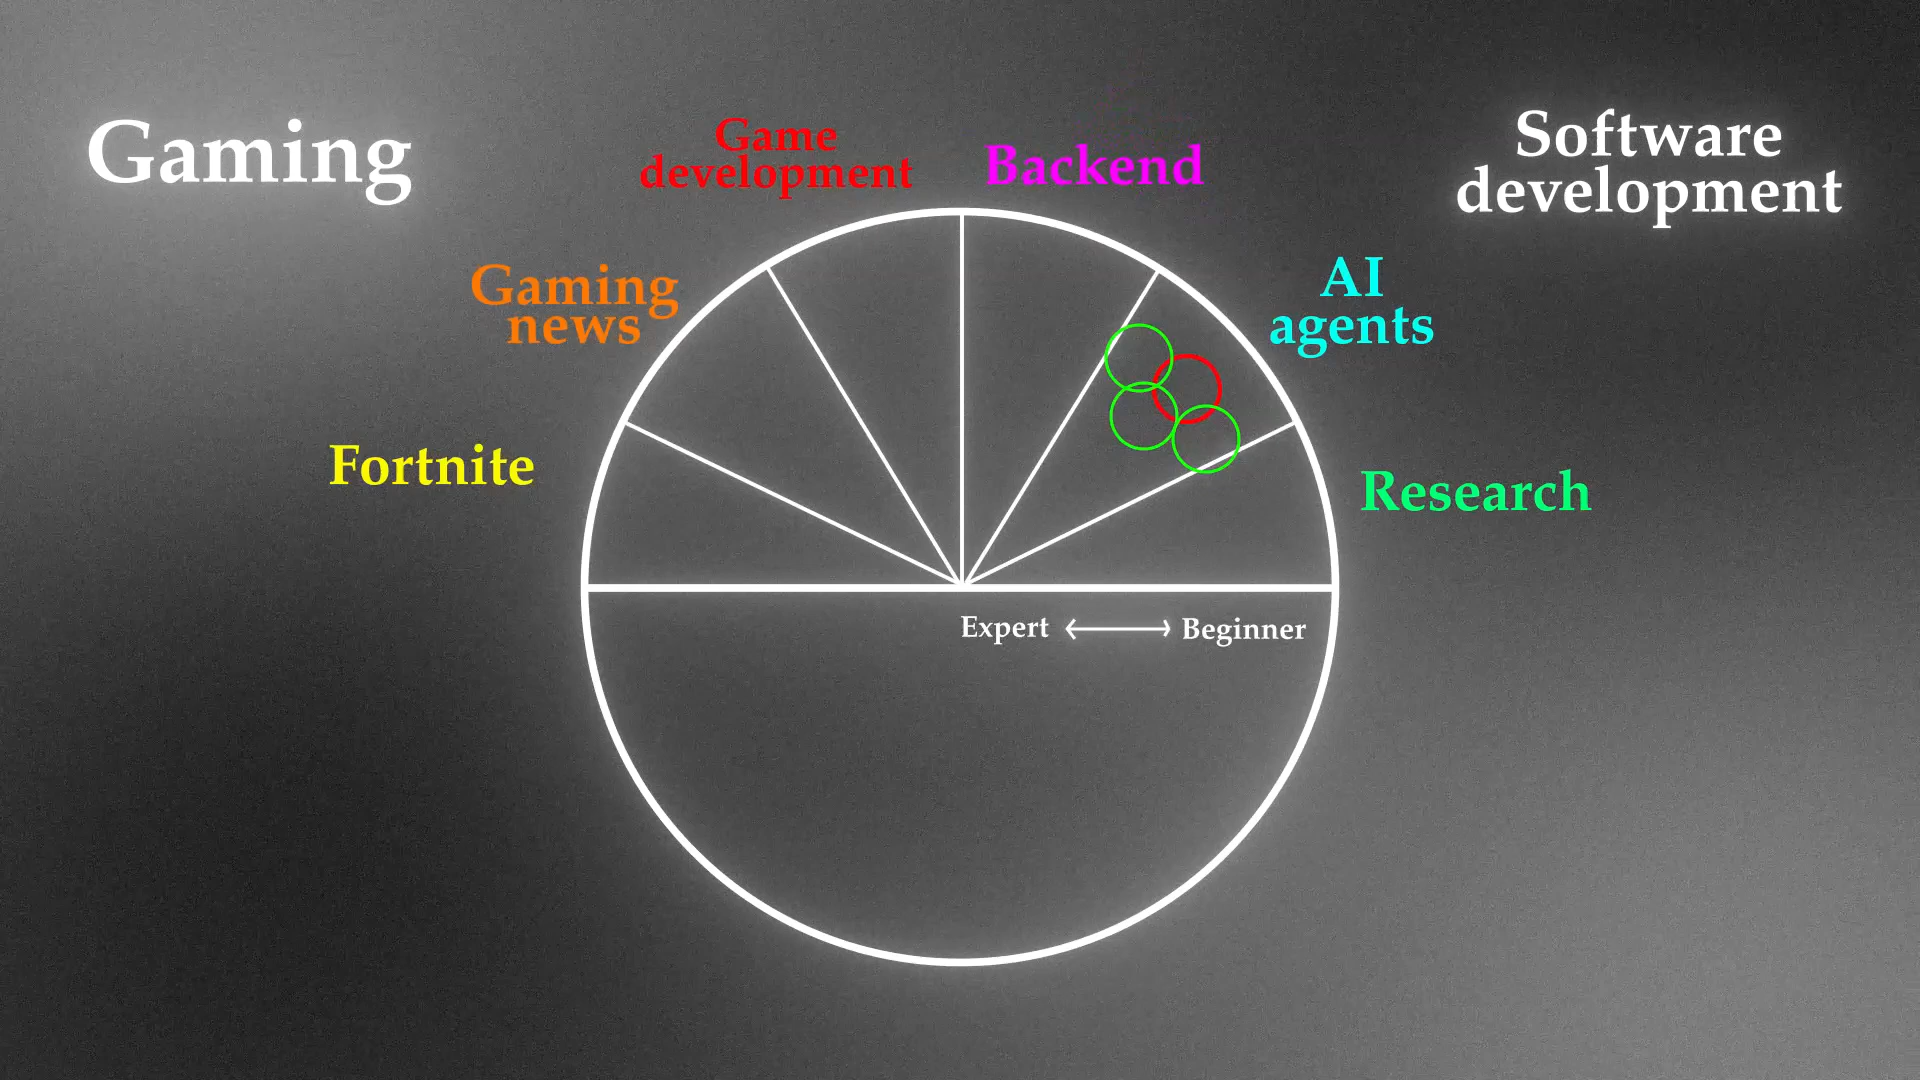 Gaming
Game
development
Backend
Software
development
Gaming
news
AI
agents
Fortnite
Research
Expert
Beginner